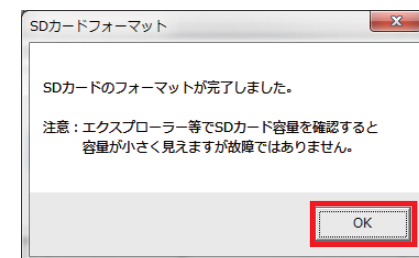 SDカードフォーマット
SDカードのフォーマットが完了しました。
注意：エクスプローラー等でSDカード容量を確認すると
容量が小さく見えますが故障ではありません。
OK